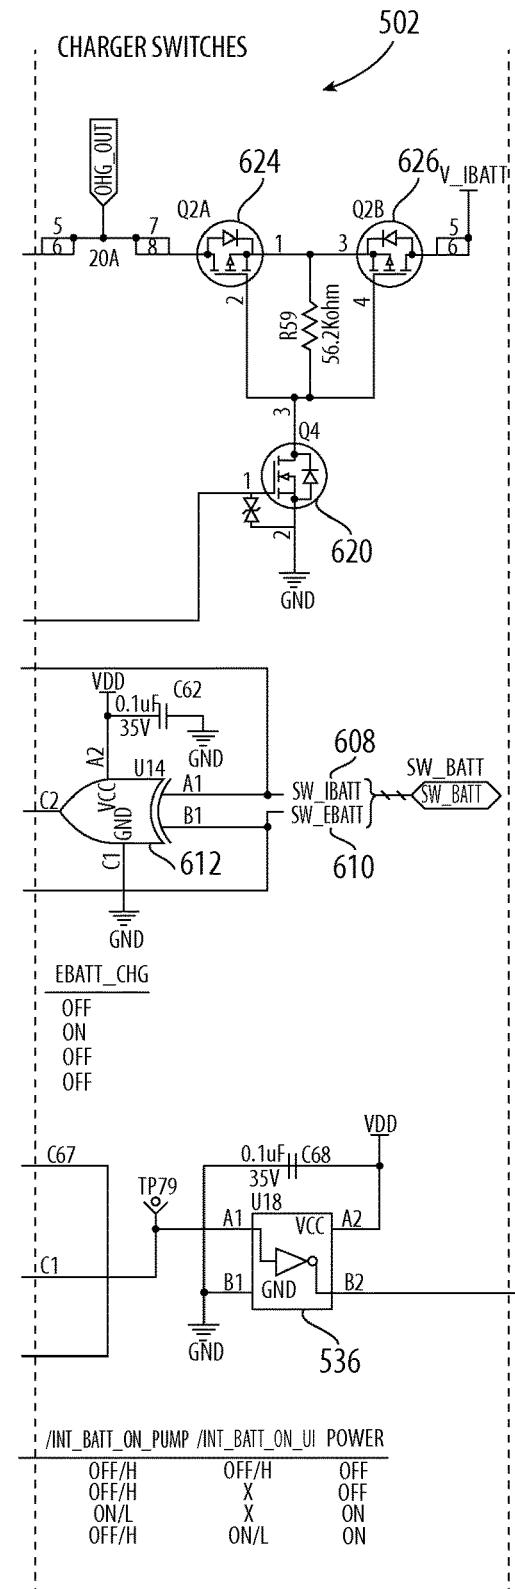 502
CHARGER SWITCHES
OHG_OUT
624
626
V_IBATT
Q2A
Q2B
5
6
20A
7
8
1
2
3
4
5
6
R59
56.2Kohm
3
Q4
1
2
620
GND
VDD
0.1uF
35V
C62
GND
A2
U14
VCC
GND
C2
A1
B1
C1
612
GND
608
SW_IBATT
SW_EBATT
610
SW_BATT
SW_BATT
EBATT_CHG
OFF
ON
OFF
OFF
VDD
C67
0.1uF C68
35V
TP79
U18
A1 VCC A2
C1
B1 GND B2
GND
536
/INT_BATT_ON_PUMP /INT_BATT_ON_UI POWER
OFF/H OFF/H OFF
OFF/H X OFF
ON/L X ON
OFF/H ON/L ON